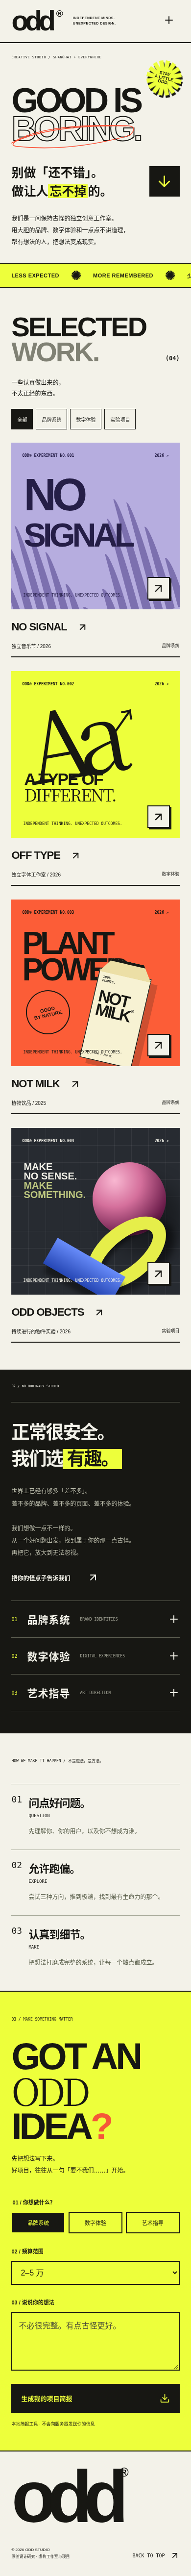 odd®
INDEPENDENT MINDS.
UNEXPECTED DESIGN.
CREATIVE STUDIO / SHANGHAI + EVERYWHERE
STAY
A LITTLE
ODD.
GOOD IS
BORING.
别做「还不错」。
做让人忘不掉的。
我们是一间保持古怪的独立创意工作室。
用大胆的品牌、数字体验和一点点不讲道理，
帮有想法的人，把想法变成现实。
LESS EXPECTED
MORE REMEMBERED
SELECTED
WORK.
(04)
一些认真做出来的，
不太正经的东西。
全部
品牌系统
数字体验
实验项目
ODD® EXPERIMENT NO.001
2026 ↗
NO
SIGNAL
INDEPENDENT THINKING. UNEXPECTED OUTCOMES.
NO SIGNAL
独立音乐节 / 2026
品牌系统
ODD® EXPERIMENT NO.002
2026 ↗
Aa
A TYPE OF
DIFFERENT.
INDEPENDENT THINKING. UNEXPECTED OUTCOMES.
OFF TYPE
独立字体工作室 / 2026
数字体验
ODD® EXPERIMENT NO.003
2026 ↗
PLANT
POWER
GOOD
BY NATURE.
100%
PLANTS.
NOT
MILK
INDEPENDENT THINKING. UNEXPECTED OUTCOMES.
NOT MILK
植物饮品 / 2025
品牌系统
ODD® EXPERIMENT NO.004
2026 ↗
MAKE
NO SENSE.
MAKE
SOMETHING.
INDEPENDENT THINKING. UNEXPECTED OUTCOMES.
ODD OBJECTS
持续进行的物件实验 / 2026
实验项目
02 / NO ORDINARY STUDIO
正常很安全。
我们选有趣。
世界上已经有够多「差不多」。
差不多的品牌、差不多的页面、差不多的体验。
我们想做一点不一样的。
从一个好问题出发，找到属于你的那一点古怪。
再把它，放大到无法忽视。
把你的怪点子告诉我们
01 品牌系统 BRAND IDENTITIES
02 数字体验 DIGITAL EXPERIENCES
03 艺术指导 ART DIRECTION
HOW WE MAKE IT HAPPEN / 不靠魔法，靠方法。
01 问点好问题。
QUESTION
先理解你、你的用户，以及你不想成为谁。
02 允许跑偏。
EXPLORE
尝试三种方向，推到极端，找到最有生命力的那个。
03 认真到细节。
MAKE
把想法打磨成完整的系统，让每一个触点都成立。
03 / MAKE SOMETHING MATTER
GOT AN
ODD
IDEA?
先把想法写下来。
好项目，往往从一句「要不我们……」开始。
01 / 你想做什么？
品牌系统
数字体验
艺术指导
02 / 预算范围
2–5 万
03 / 说说你的想法
不必很完整。有点古怪更好。
生成我的项目简报
本地简报工具 · 不会向服务器发送你的信息
odd®
© 2026 ODD STUDIO
原创设计研究 · 虚构工作室与项目
BACK TO TOP